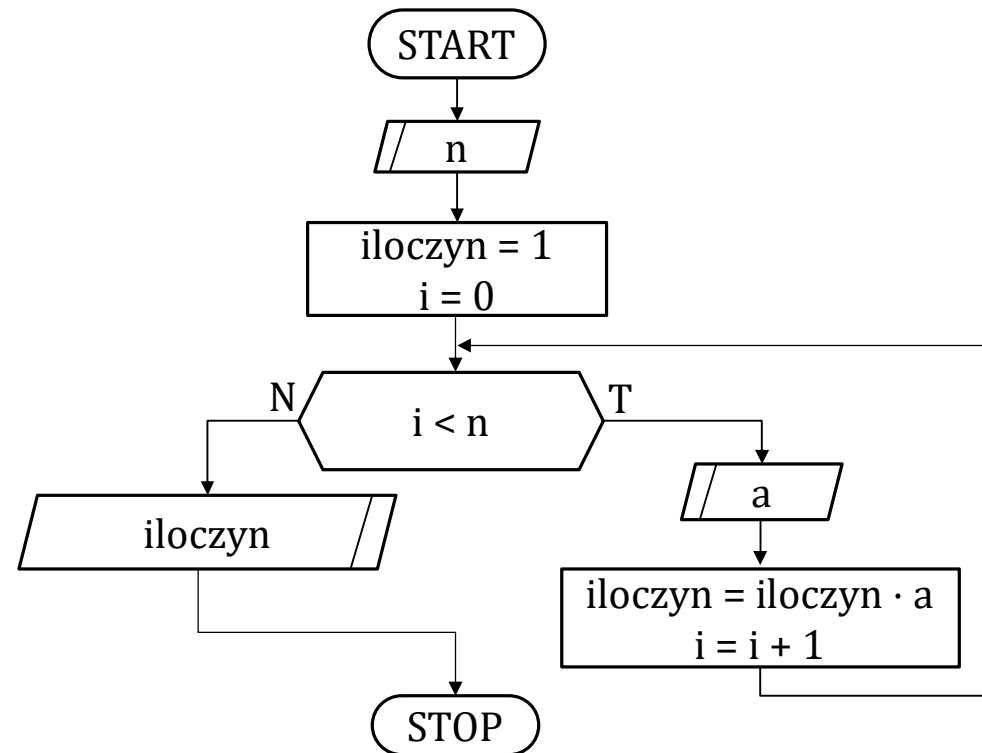 START
n
iloczyn = 1
i = 0
N
i < n
T
a
iloczyn
iloczyn = iloczyn · a
i = i + 1
STOP